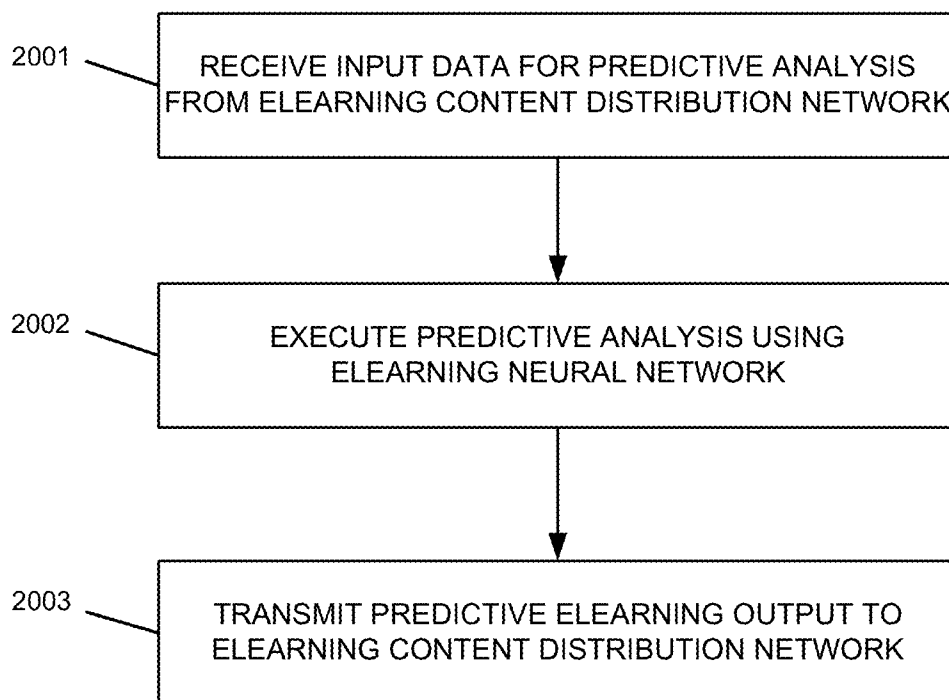 2001
RECEIVE INPUT DATA FOR PREDICTIVE ANALYSIS
FROM ELEARNING CONTENT DISTRIBUTION NETWORK
2002
EXECUTE PREDICTIVE ANALYSIS USING
ELEARNING NEURAL NETWORK
2003
TRANSMIT PREDICTIVE ELEARNING OUTPUT TO
ELEARNING CONTENT DISTRIBUTION NETWORK